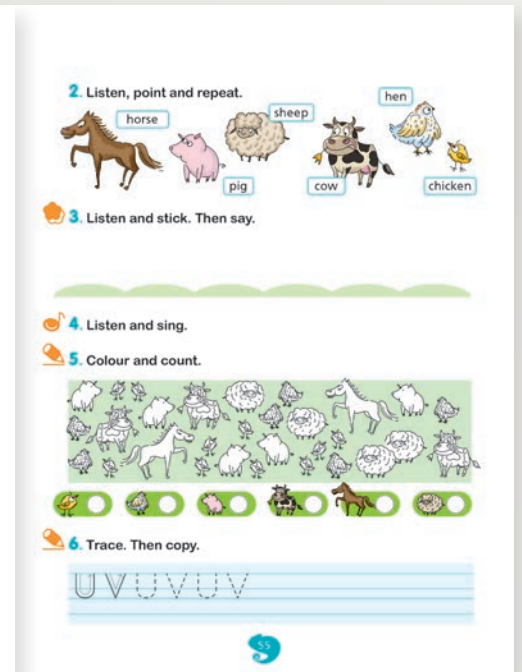 2. Listen, point and repeat.
horse
sheep
hen
pig
cow
chicken
3. Listen and stick. Then say.
4. Listen and sing.
5. Colour and count.
6. Trace. Then copy.
U V U V U V
55